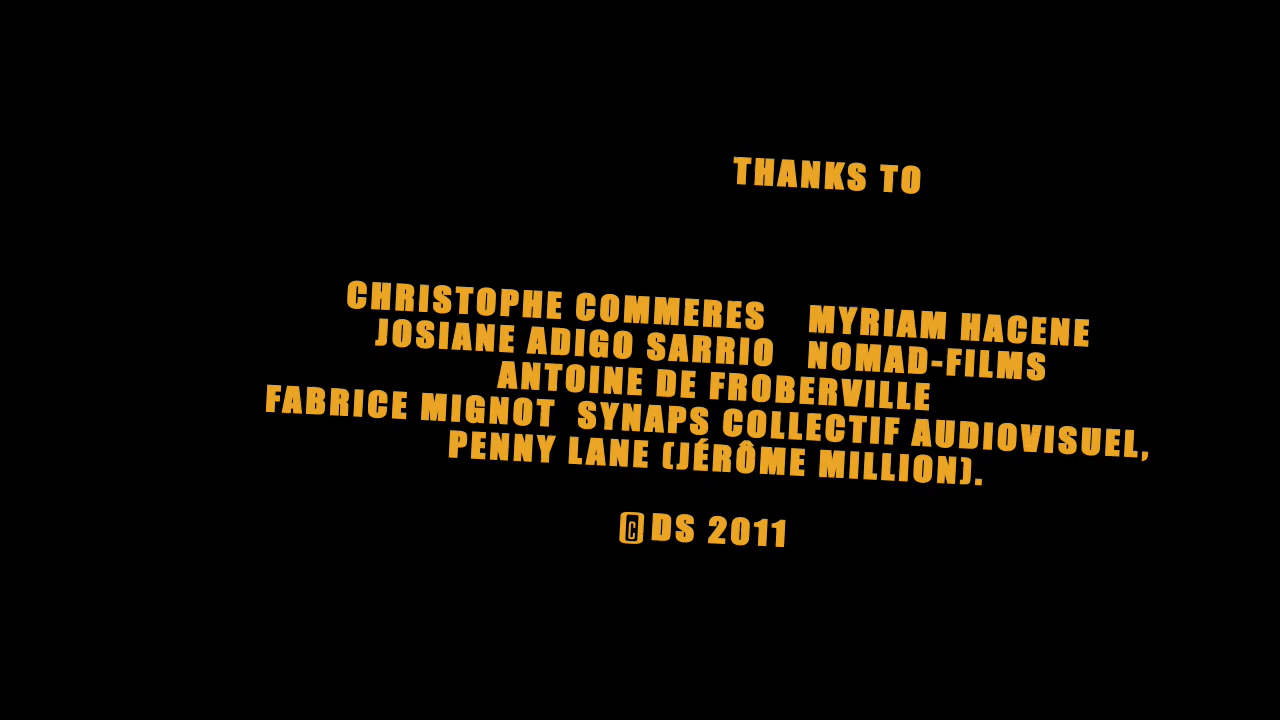 THANKS TO
CHRISTOPHE COMMERES MYRIAM HACENE
JOSIANE ADIGO SARRIO NOMAD-FILMS
ANTOINE DE FROBERVILLE
FABRICE MIGNOT SYNAPS COLLECTIF AUDIOVISUEL,
PENNY LANE (JÉRÔME MILLION).
© DS 2011